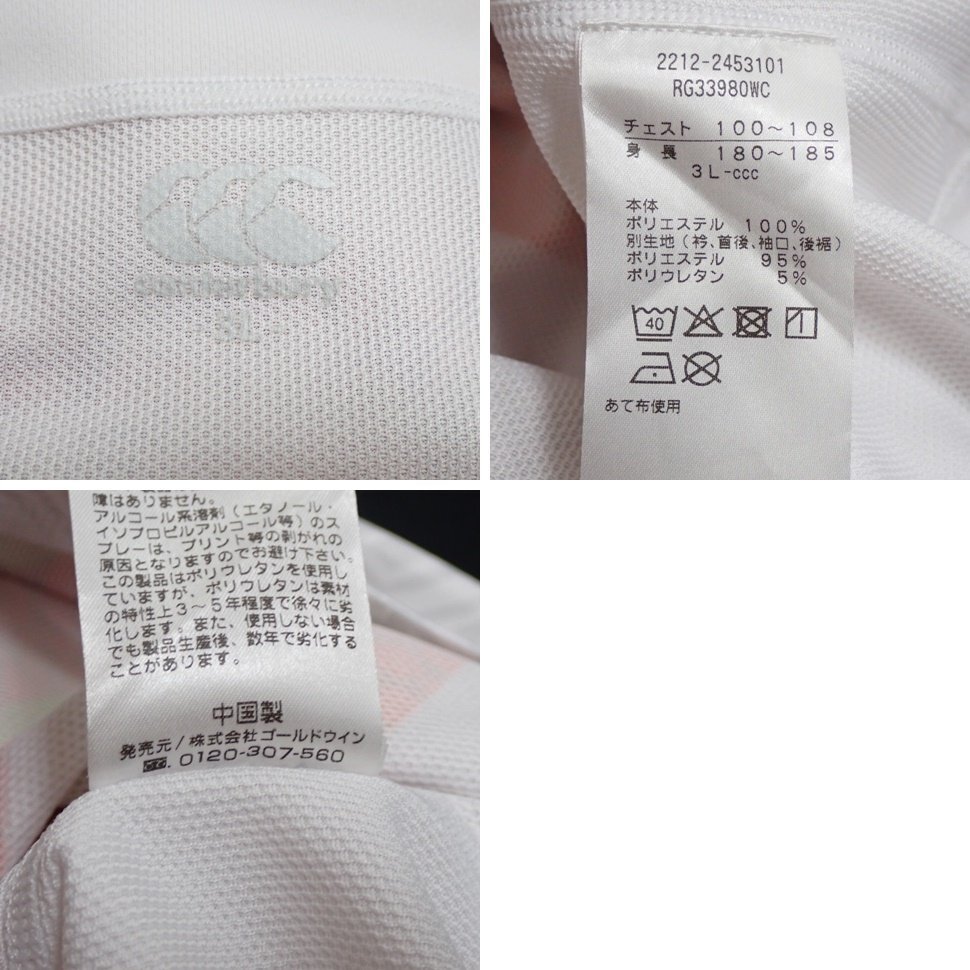 canterbury
3L
2212-2453101
RG33980WC
チェスト 100～108
身 長 180～185
3L-ccc
本体
ポリエステル 100%
別生地(衿、首後、袖口、後裾)
ポリエステル 95%
ポリウレタン 5%
40
あて布使用
障はありません。
アルコール系溶剤(エタノール・
イソプロピルアルコール等)のス
プレーは、プリント等の剥がれの
原因となりますのでお避け下さい。
この製品はポリウレタンを使用し
ていますが、ポリウレタンは素材
の特性上3～5年程度で徐々に劣
化します。また、使用しない場合
でも製品生産後、数年で劣化する
ことがあります。
中国製
発売元/株式会社ゴールドウイン
0120-307-560